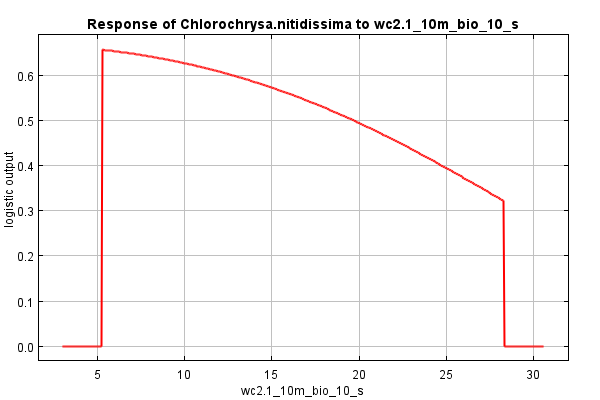 Response of Chlorochrysa.nitidissima to wc2.1_10m_bio_10_s
logistic output
0.6
0.5
0.4
0.3
0.2
0.1
0.0
5 10 15 20 25 30
wc2.1_10m_bio_10_s